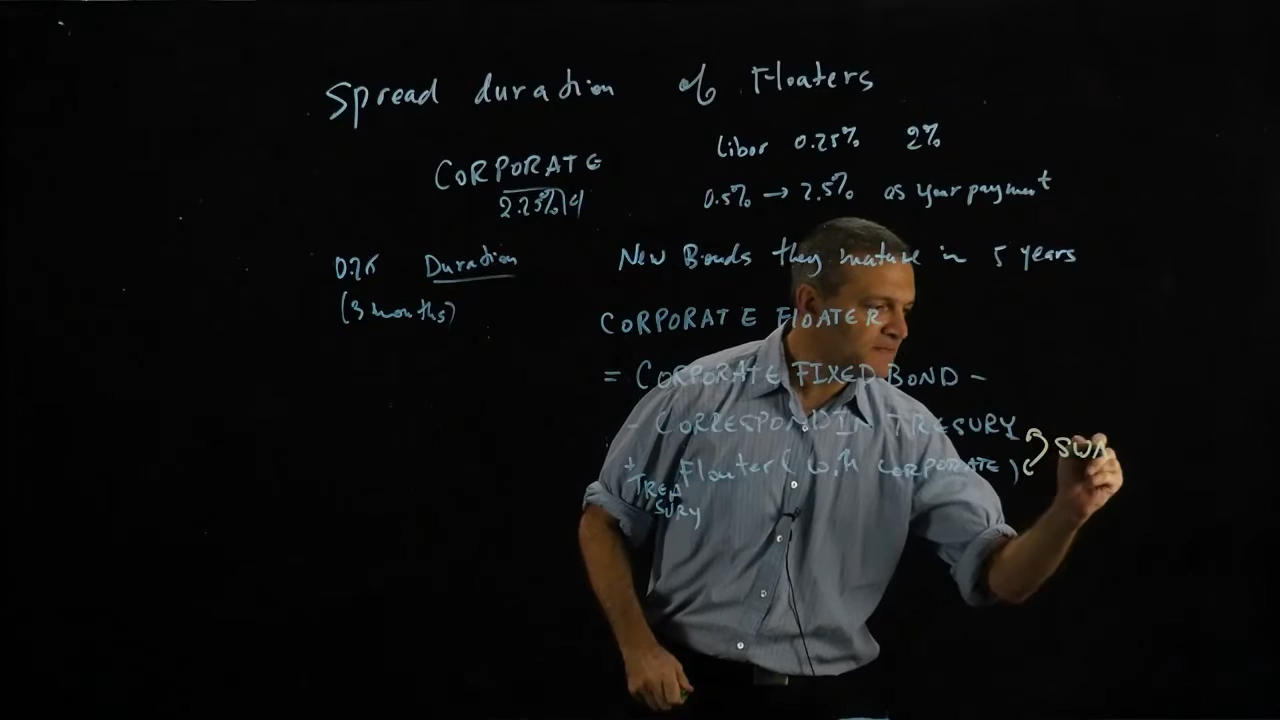 Spread duration of Floaters
CORPORATE
2.25%/4
Libor 0.25% 2%
0.5% → 2.5% as your payment
Duration
(3 months)
New Bonds they mature in 5 years
CORPORATE FLOATER
= CORPORATE FIXED BOND -
- CORRESPONDIN TRESURY
+ TREASURY Floater ( with CORPORATE )
SWA